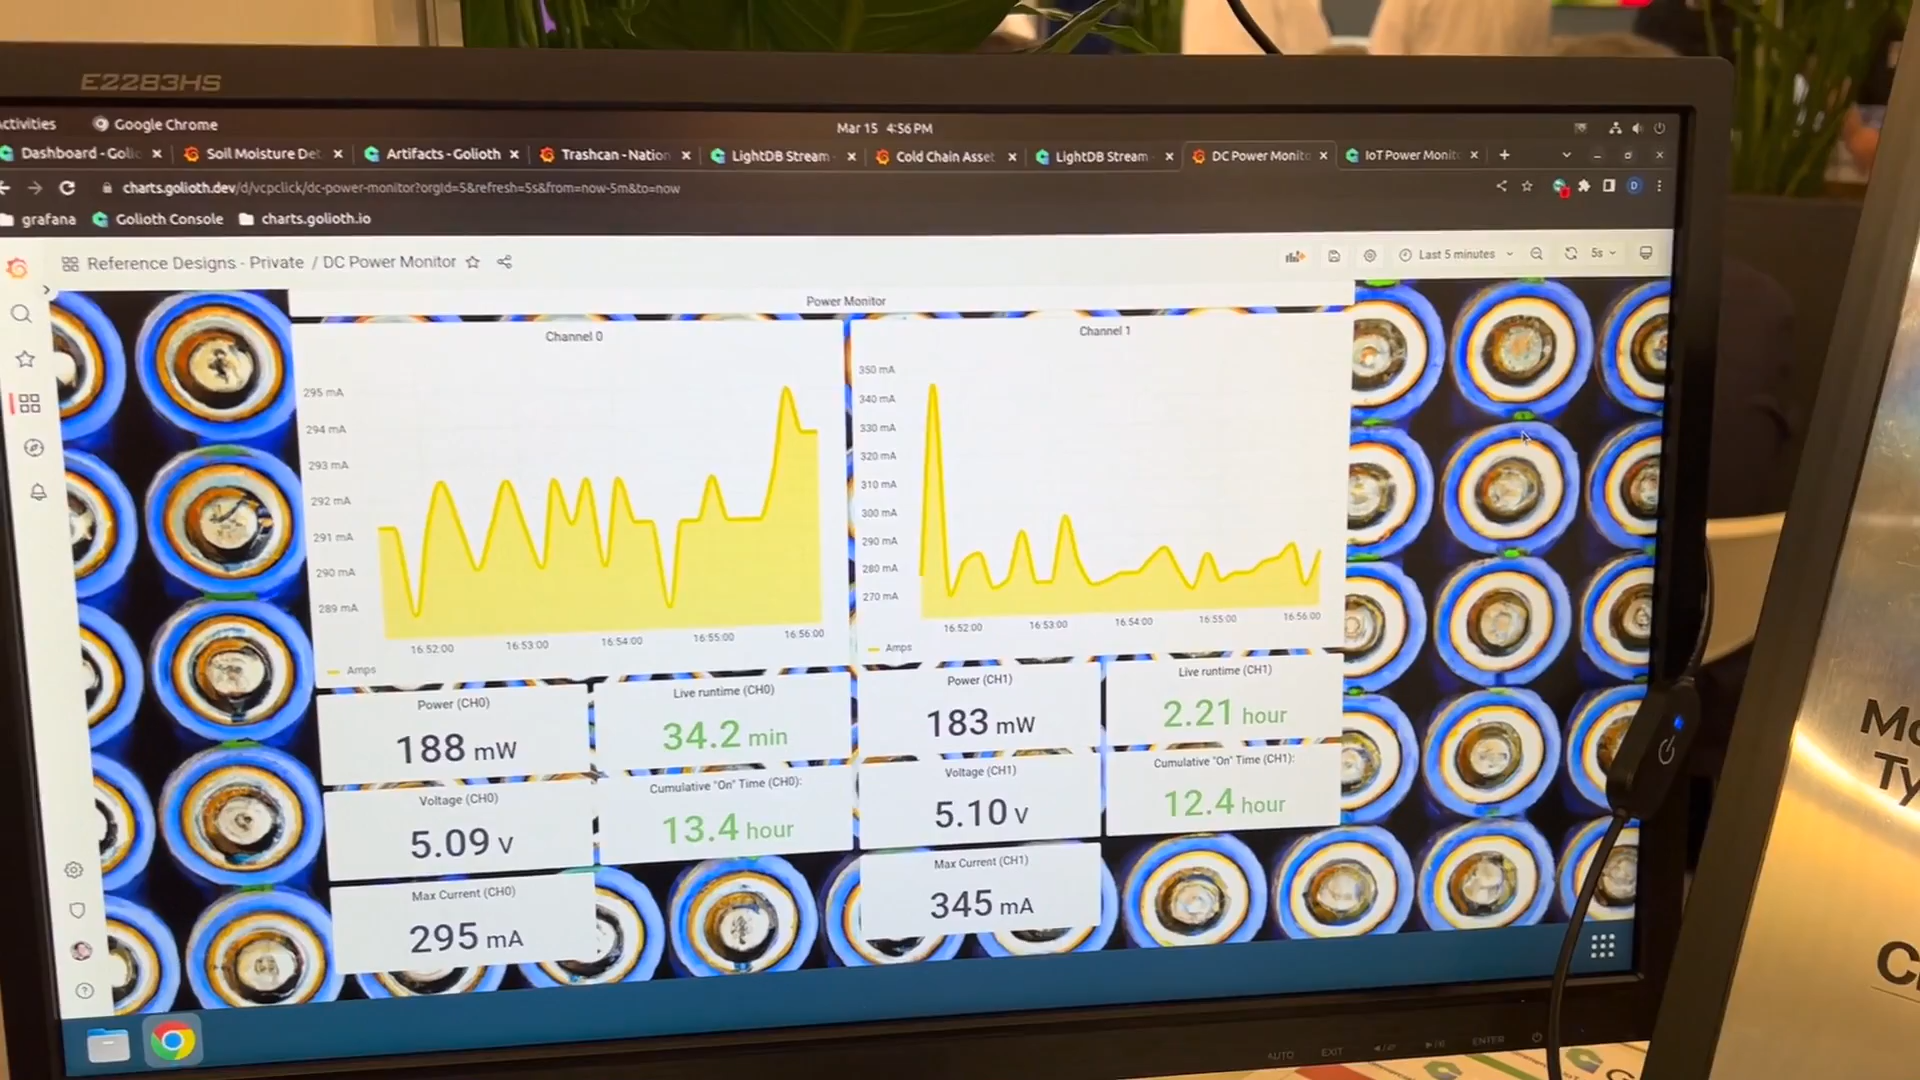 E2283HS
ctivities
Google Chrome
Mar 15 4:56 PM
Dashboard - Goli
Soil Moisture Det
Artifacts - Golioth
Trashcan - Nation
LightDB Stream -
Cold Chain Asset
LightDB Stream -
DC Power Monito
IoT Power Monito
charts.golioth.dev/d/vcpclick/dc-power-monitor?orgId=5&refresh=5s&from=now-5m&to=now
D
grafana
Golioth Console
charts.golioth.io
Reference Designs - Private / DC Power Monitor
Last 5 minutes
5s
Power Monitor
Channel 0
295 mA
294 mA
293 mA
292 mA
291 mA
290 mA
289 mA
16:52:00
16:53:00
16:54:00
16:55:00
16:56:00
Amps
Channel 1
350 mA
340 mA
330 mA
320 mA
310 mA
300 mA
290 mA
280 mA
270 mA
16:52:00
16:53:00
16:54:00
16:55:00
16:56:00
Amps
Power (CH0)
188 mW
Live runtime (CH0)
34.2 min
Power (CH1)
183 mW
Live runtime (CH1)
2.21 hour
Voltage (CH0)
5.09 V
Cumulative "On" Time (CH0):
13.4 hour
Voltage (CH1)
5.10 V
Cumulative "On" Time (CH1):
12.4 hour
Max Current (CH0)
295 mA
Max Current (CH1)
345 mA
AUTO
EXIT
ENTER
Mo
Ty